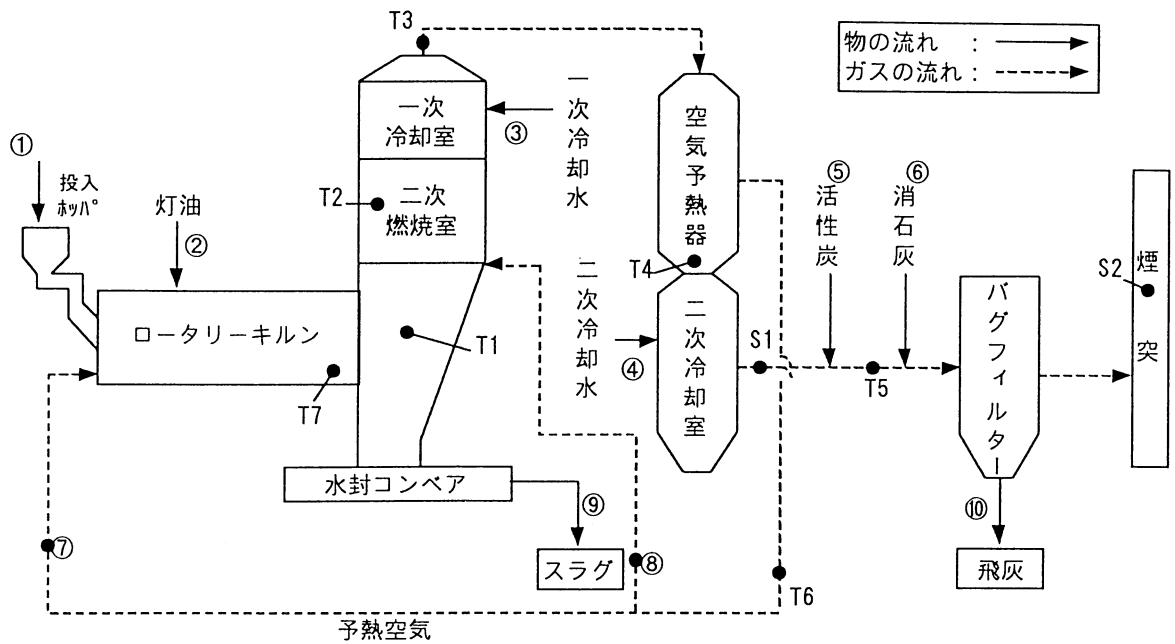 T3
物の流れ :
ガスの流れ :
①
投入
ﾎｯﾊﾟ
灯油
②
一次
冷却室
③
一次冷却水
T2
二次
燃焼室
空気予熱器
T4
⑤
活性炭
⑥
消石灰
ロータリーキルン
T7
T1
二次冷却水
④
二次冷却室
S1
T5
バグフィルター
S2
煙突
水封コンベア
⑨
スラグ
⑩
飛灰
⑦
⑧
T6
予熱空気